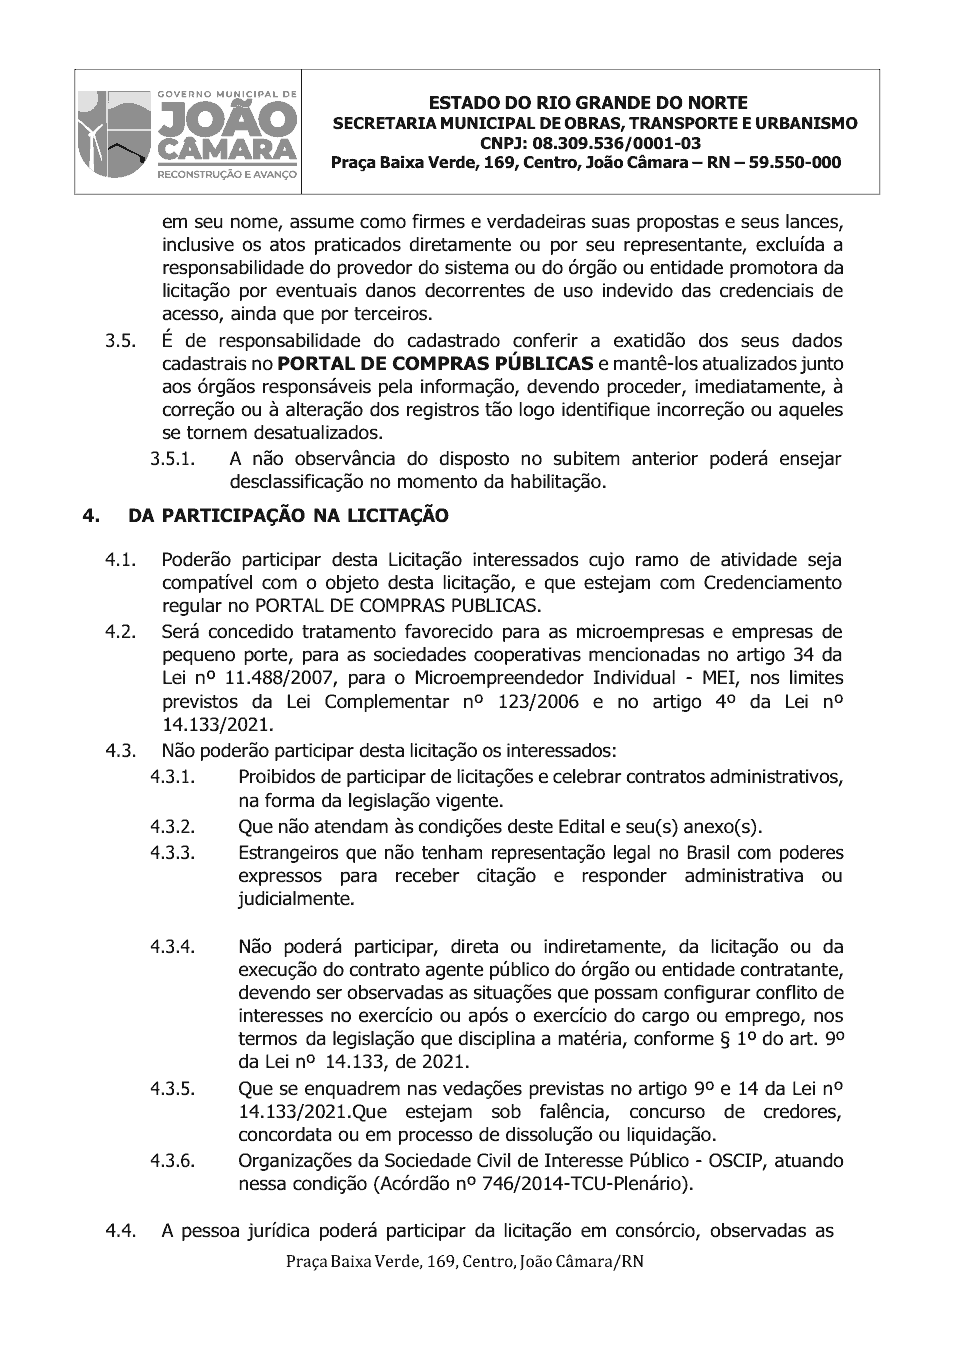 GOVERNO MUNICIPAL DE
JOÃO
CÂMARA
RECONSTRUÇÃO E AVANÇO
ESTADO DO RIO GRANDE DO NORTE
SECRETARIA MUNICIPAL DE OBRAS, TRANSPORTE E URBANISMO
CNPJ: 08.309.536/0001-03
Praça Baixa Verde, 169, Centro, João Câmara – RN – 59.550-000
em seu nome, assume como firmes e verdadeiras suas propostas e seus lances,
inclusive os atos praticados diretamente ou por seu representante, excluída a
responsabilidade do provedor do sistema ou do órgão ou entidade promotora da
licitação por eventuais danos decorrentes de uso indevido das credenciais de
acesso, ainda que por terceiros.
3.5. É de responsabilidade do cadastrado conferir a exatidão dos seus dados
cadastrais no PORTAL DE COMPRAS PÚBLICAS e mantê-los atualizados junto
aos órgãos responsáveis pela informação, devendo proceder, imediatamente, à
correção ou à alteração dos registros tão logo identifique incorreção ou aqueles
se tornem desatualizados.
3.5.1. A não observância do disposto no subitem anterior poderá ensejar
desclassificação no momento da habilitação.
4. DA PARTICIPAÇÃO NA LICITAÇÃO
4.1. Poderão participar desta Licitação interessados cujo ramo de atividade seja
compatível com o objeto desta licitação, e que estejam com Credenciamento
regular no PORTAL DE COMPRAS PUBLICAS.
4.2. Será concedido tratamento favorecido para as microempresas e empresas de
pequeno porte, para as sociedades cooperativas mencionadas no artigo 34 da
Lei nº 11.488/2007, para o Microempreendedor Individual - MEI, nos limites
previstos da Lei Complementar nº 123/2006 e no artigo 4º da Lei nº
14.133/2021.
4.3. Não poderão participar desta licitação os interessados:
4.3.1. Proibidos de participar de licitações e celebrar contratos administrativos,
na forma da legislação vigente.
4.3.2. Que não atendam às condições deste Edital e seu(s) anexo(s).
4.3.3. Estrangeiros que não tenham representação legal no Brasil com poderes
expressos para receber citação e responder administrativa ou
judicialmente.
4.3.4. Não poderá participar, direta ou indiretamente, da licitação ou da
execução do contrato agente público do órgão ou entidade contratante,
devendo ser observadas as situações que possam configurar conflito de
interesses no exercício ou após o exercício do cargo ou emprego, nos
termos da legislação que disciplina a matéria, conforme § 1º do art. 9º
da Lei nº 14.133, de 2021.
4.3.5. Que se enquadrem nas vedações previstas no artigo 9º e 14 da Lei nº
14.133/2021.Que estejam sob falência, concurso de credores,
concordata ou em processo de dissolução ou liquidação.
4.3.6. Organizações da Sociedade Civil de Interesse Público - OSCIP, atuando
nessa condição (Acórdão nº 746/2014-TCU-Plenário).
4.4. A pessoa jurídica poderá participar da licitação em consórcio, observadas as
Praça Baixa Verde, 169, Centro, João Câmara/RN